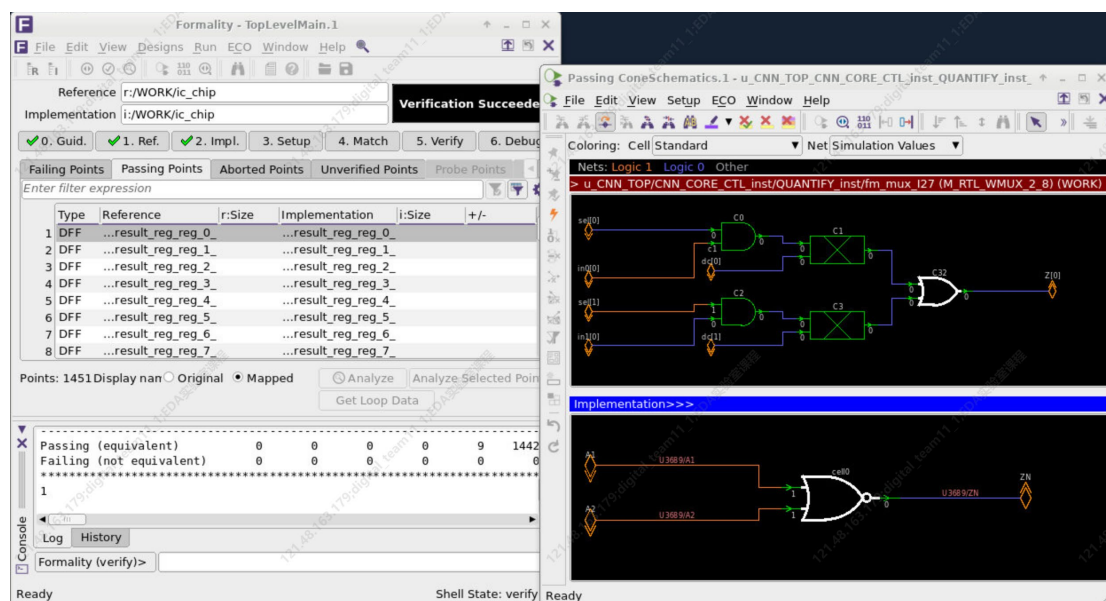 Formality - TopLevelMain.1
File Edit View Designs Run ECO Window Help
Reference r:/WORK/ic_chip
Implementation i:/WORK/ic_chip
Verification Succeede
0. Guid. 1. Ref. 2. Impl. 3. Setup 4. Match 5. Verify 6. Debug
Failing Points Passing Points Aborted Points Unverified Points Probe Points
Enter filter expression
Type Reference r:Size Implementation i:Size +/-
1 DFF ...result_reg_reg_0_ ...result_reg_reg_0_
2 DFF ...result_reg_reg_1_ ...result_reg_reg_1_
3 DFF ...result_reg_reg_2_ ...result_reg_reg_2_
4 DFF ...result_reg_reg_3_ ...result_reg_reg_3_
5 DFF ...result_reg_reg_4_ ...result_reg_reg_4_
6 DFF ...result_reg_reg_5_ ...result_reg_reg_5_
7 DFF ...result_reg_reg_6_ ...result_reg_reg_6_
8 DFF ...result_reg_reg_7_ ...result_reg_reg_7_
Points: 1451 Display nan Original Mapped Analyze Analyze Selected Poin
Get Loop Data
Passing (equivalent) 0 0 0 0 9 1442
Failing (not equivalent) 0 0 0 0 0 0
1
Console
Log History
Formality (verify)>
Ready Shell State: verify
Passing ConeSchematics.1 - u_CNN_TOP_CNN_CORE_CTL_inst_QUANTIFY_inst_
File Edit View Setup ECO Window Help
Coloring: Cell Standard Net Simulation Values
Nets: Logic 1 Logic 0 Other
> u_CNN_TOP/CNN_CORE_CTL_inst/QUANTIFY_inst/fm_mux_I27 (M_RTL_WMUX_2_8) (WORK)
sel[0]
C0
in0[0]
dc[0]
C1
C32
Z[0]
sel[1]
C2
in1[0]
dc[1]
C3
Implementation>>>
A1
U3689/A1
cell0
ZN
U3689/ZN
A2
U3689/A2
Ready